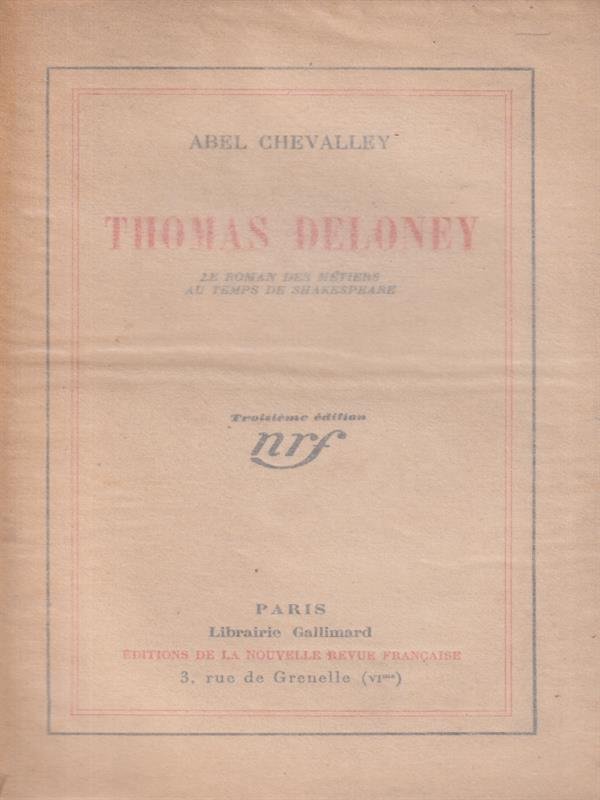 ABEL CHEVALLEY
THOMAS DELONEY
LE ROMAN DES MÉTIERS
AU TEMPS DE SHAKESPEARE
Troisième édition
nrf
PARIS
Librairie Gallimard
ÉDITIONS DE LA NOUVELLE REVUE FRANÇAISE
3, rue de Grenelle (VIᵐᵉ)